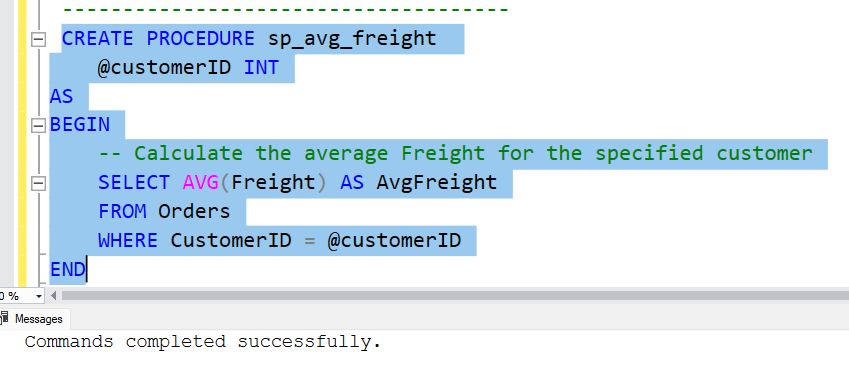 --------------------------------------
CREATE PROCEDURE sp_avg_freight
@customerID INT
AS
BEGIN
-- Calculate the average Freight for the specified customer
SELECT AVG(Freight) AS AvgFreight
FROM Orders
WHERE CustomerID = @customerID
END
0 %
Messages
Commands completed successfully.